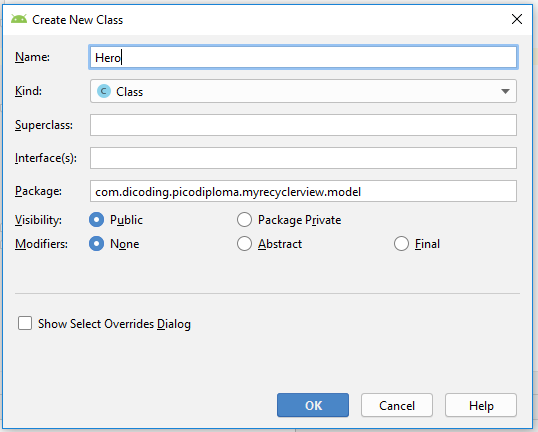 Create New Class
Name: Hero
Kind: C Class
Superclass:
Interface(s):
Package: com.dicoding.picodiploma.myrecyclerview.model
Visibility: Public Package Private
Modifiers: None Abstract Final
Show Select Overrides Dialog
OK Cancel Help